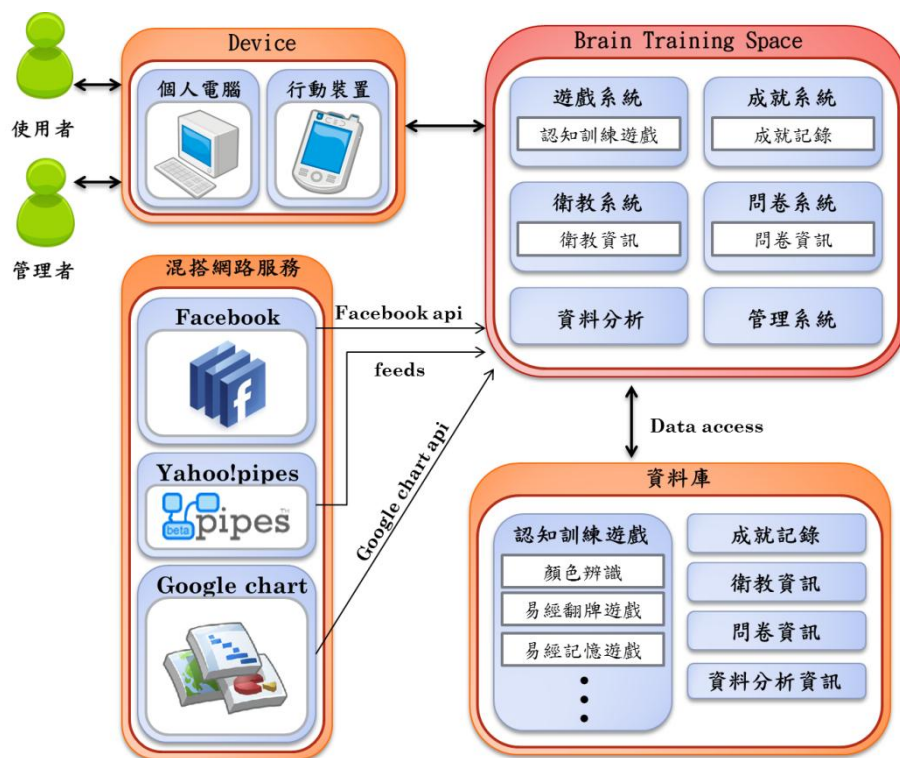 Device
個人電腦
行動裝置
使用者
管理者
Brain Training Space
遊戲系統
認知訓練遊戲
成就系統
成就記錄
衛教系統
衛教資訊
問卷系統
問卷資訊
資料分析
管理系統
混搭網路服務
Facebook
f
Facebook api
feeds
Yahoo!pipes
beta
pipes™
Google chart
Google chart api
Data access
資料庫
認知訓練遊戲
顏色辨識
易經翻牌遊戲
易經記憶遊戲
成就記錄
衛教資訊
問卷資訊
資料分析資訊